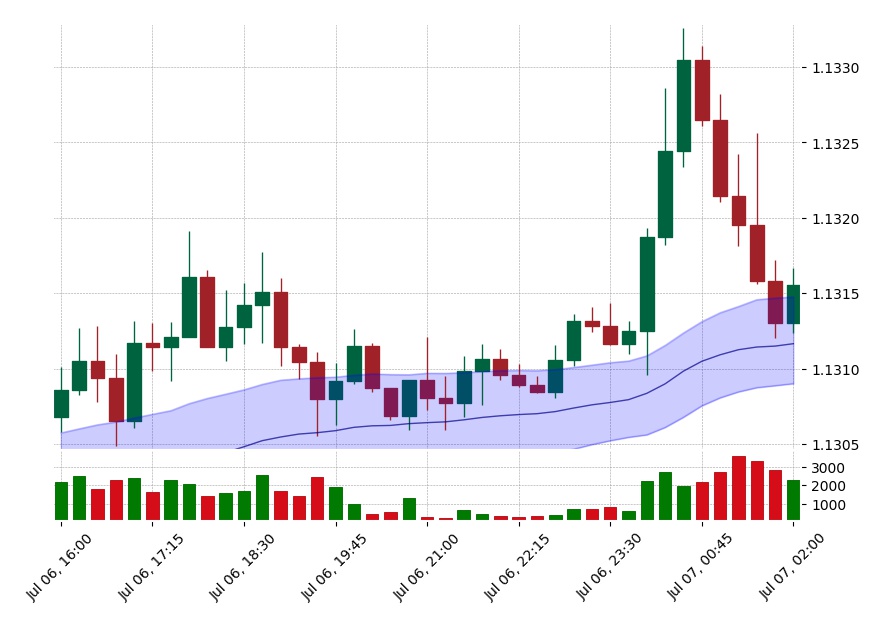 1.1330
1.1325
1.1320
1.1315
1.1310
1.1305
3000
2000
1000
Jul 06, 16:00
Jul 06, 17:15
Jul 06, 18:30
Jul 06, 19:45
Jul 06, 21:00
Jul 06, 22:15
Jul 06, 23:30
Jul 07, 00:45
Jul 07, 02:00